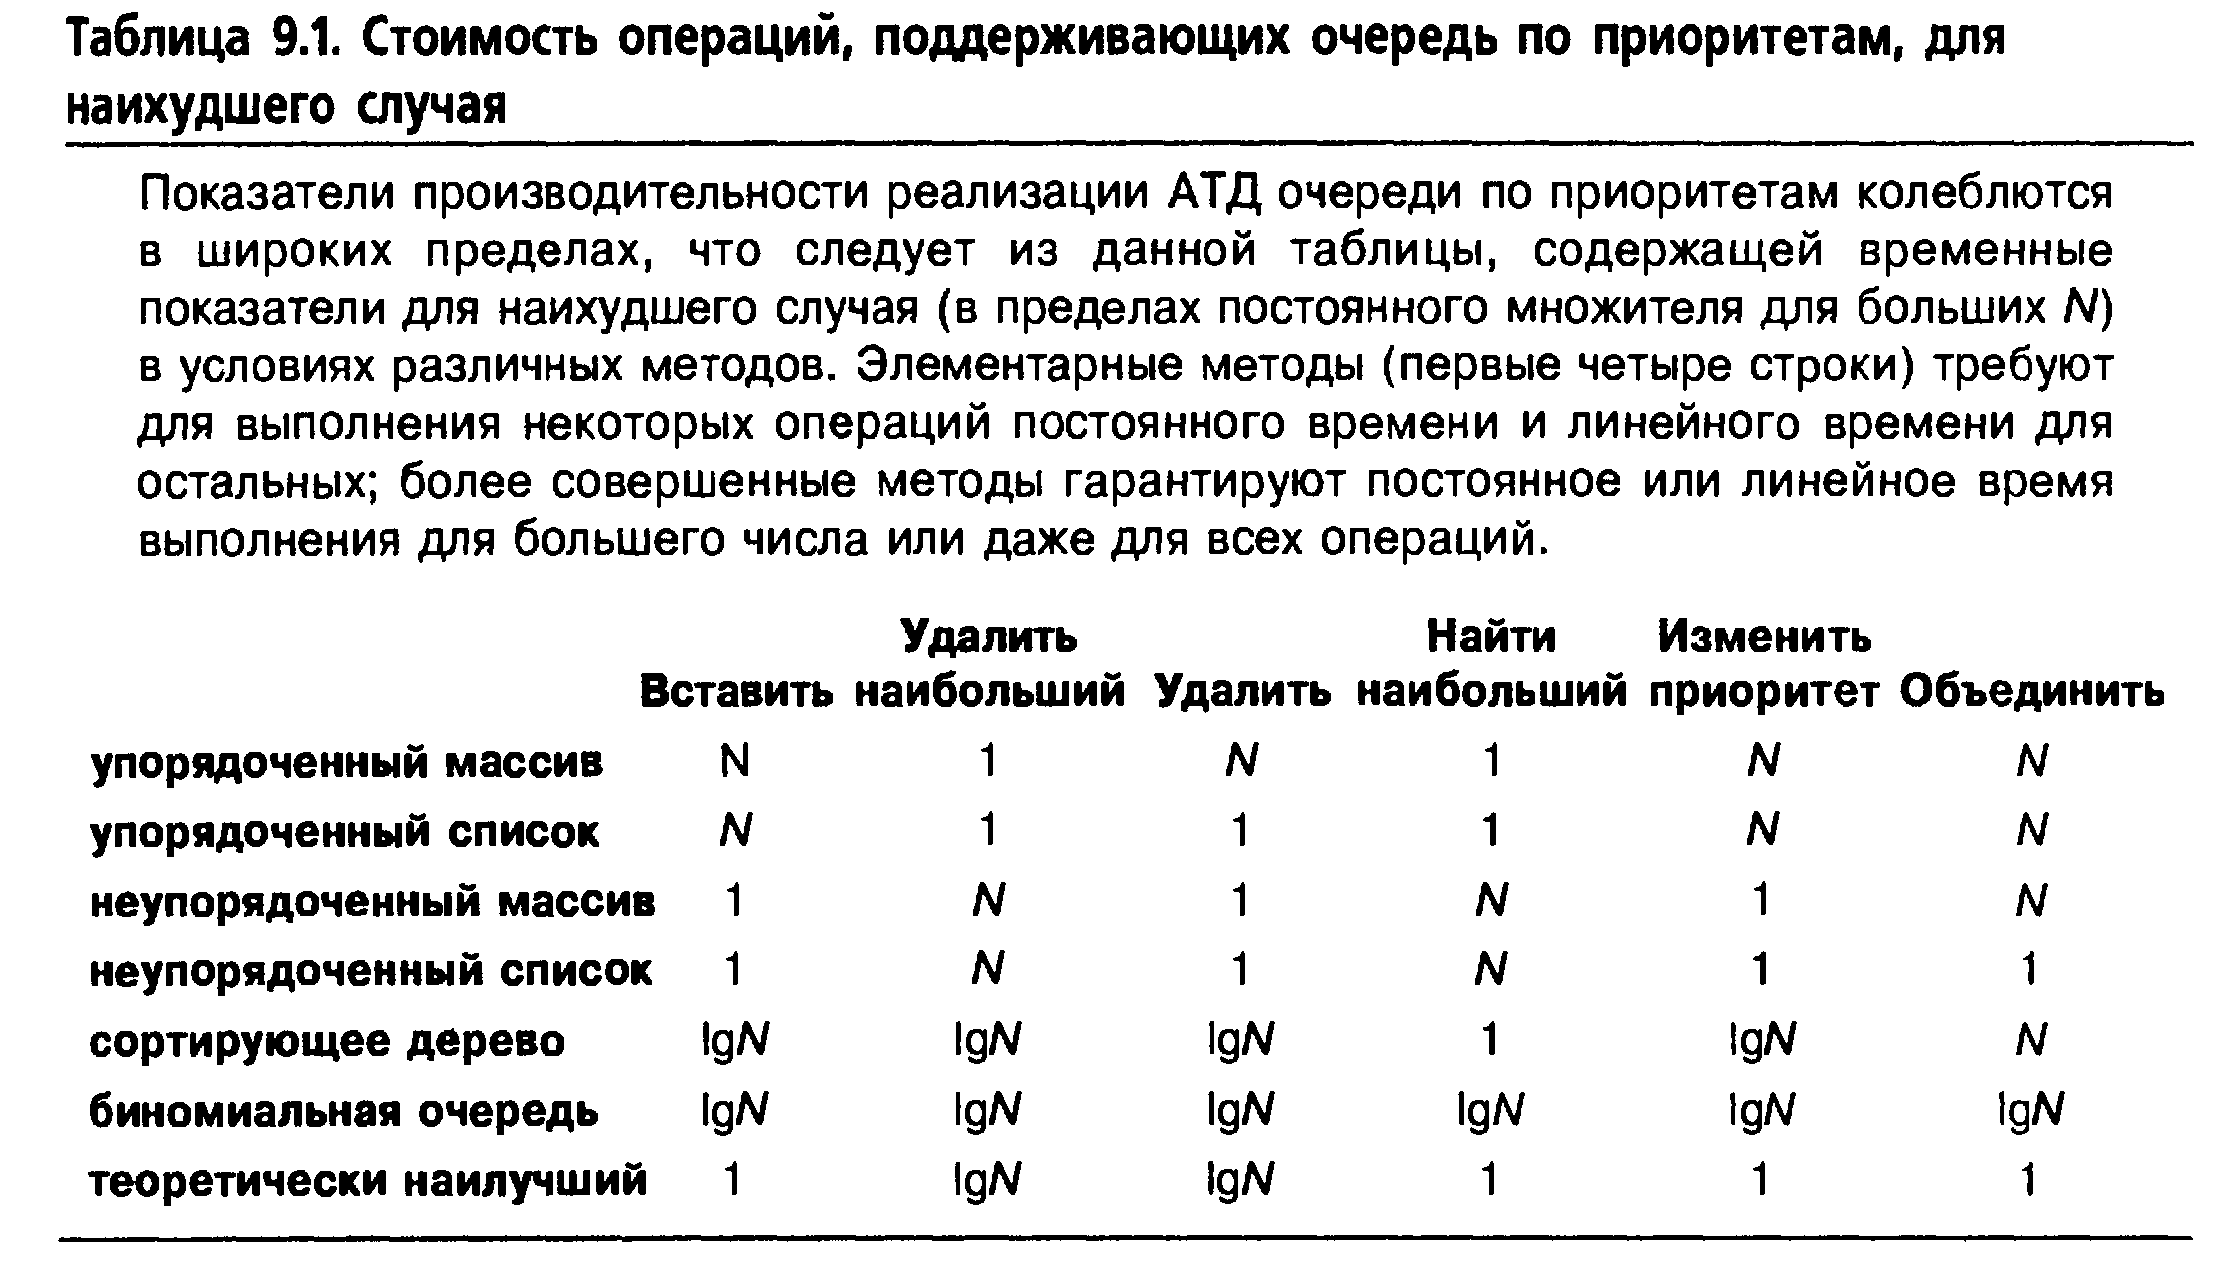 Таблица 9.1. Стоимость операций, поддерживающих очередь по приоритетам, для
наихудшего случая
Показатели производительности реализации АТД очереди по приоритетам колеблются
в широких пределах, что следует из данной таблицы, содержащей временные
показатели для наихудшего случая (в пределах постоянного множителя для больших N)
в условиях различных методов. Элементарные методы (первые четыре строки) требуют
для выполнения некоторых операций постоянного времени и линейного времени для
остальных; более совершенные методы гарантируют постоянное или линейное время
выполнения для большего числа или даже для всех операций.
Удалить Найти Изменить
Вставить наибольший Удалить наибольший приоритет Объединить
упорядоченный массив N 1 N 1 N N
упорядоченный список N 1 1 1 N N
неупорядоченный массив 1 N 1 N 1 N
неупорядоченный список 1 N 1 N 1 1
сортирующее дерево lgN lgN lgN 1 lgN N
биномиальная очередь lgN lgN lgN lgN lgN lgN
теоретически наилучший 1 lgN lgN 1 1 1